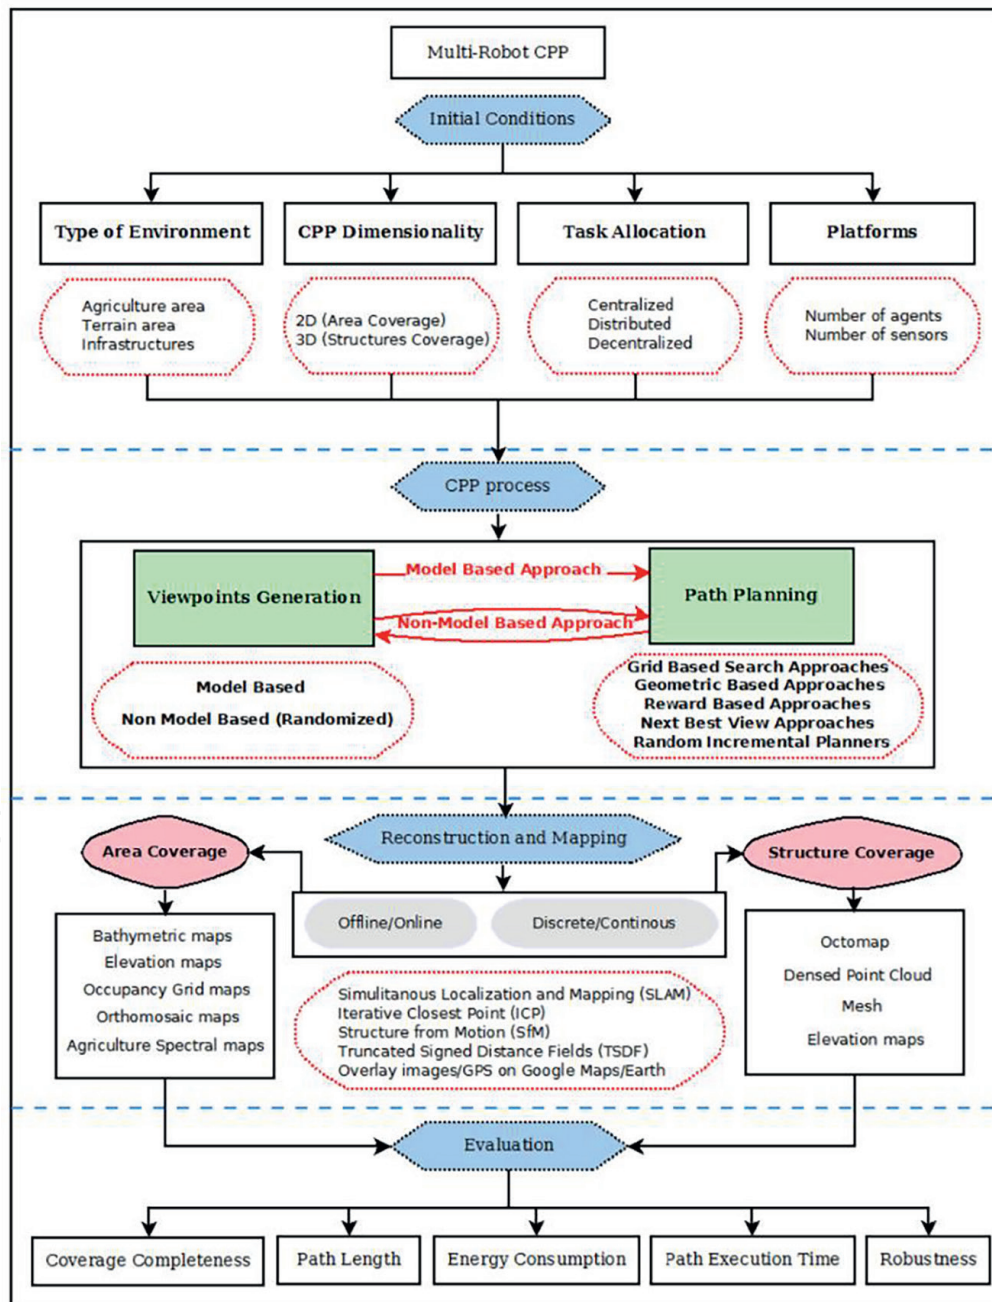 Multi-Robot CPP
Initial Conditions
Type of Environment
CPP Dimensionality
Task Allocation
Platforms
Agriculture area
Terrain area
Infrastructures
2D (Area Coverage)
3D (Structures Coverage)
Centralized
Distributed
Decentralized
Number of agents
Number of sensors
CPP process
Viewpoints Generation
Model Based Approach
Non-Model Based Approach
Path Planning
Model Based
Non Model Based (Randomized)
Grid Based Search Approaches
Geometric Based Approaches
Reward Based Approaches
Next Best View Approaches
Random Incremental Planners
Reconstruction and Mapping
Area Coverage
Structure Coverage
Offline/Online
Discrete/Continous
Bathymetric maps
Elevation maps
Occupancy Grid maps
Orthomosaic maps
Agriculture Spectral maps
Simultanous Localization and Mapping (SLAM)
Iterative Closest Point (ICP)
Structure from Motion (SfM)
Truncated Signed Distance Fields (TSDF)
Overlay images/GPS on Google Maps/Earth
Octomap
Densed Point Cloud
Mesh
Elevation maps
Evaluation
Coverage Completeness
Path Length
Energy Consumption
Path Execution Time
Robustness